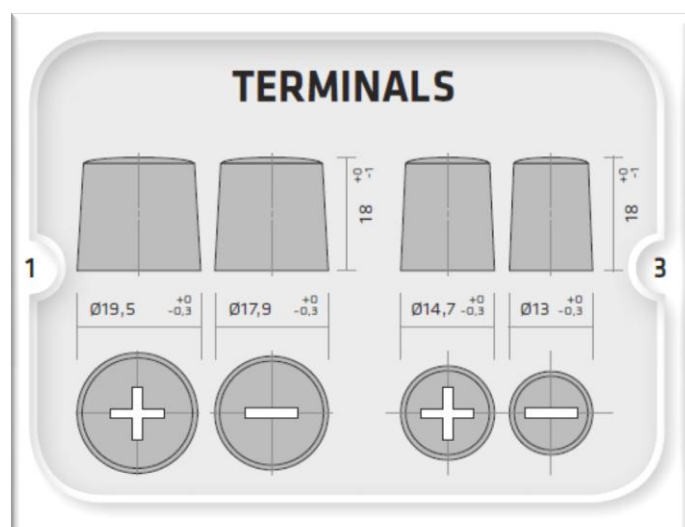 TERMINALS
18 +0 -1
18 +0 -1
1
3
Ø19,5 +0 -0,3
Ø17,9 +0 -0,3
Ø14,7 +0 -0,3
Ø13 +0 -0,3